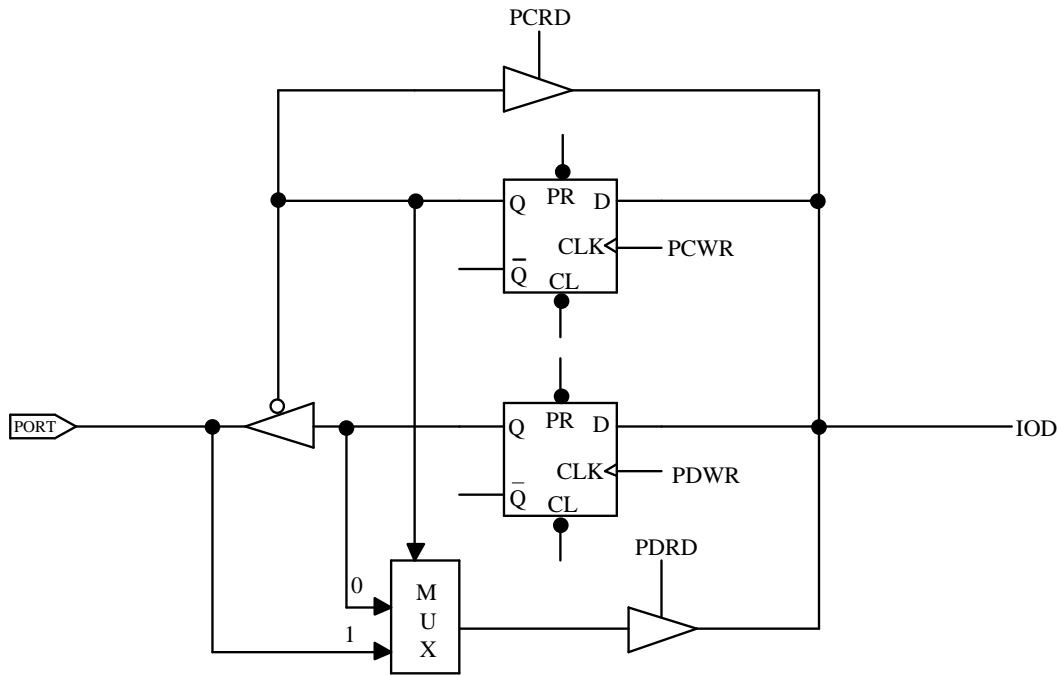 PCRD
PR
Q
D
CLK
PCWR
Q̅
CL
PORT
PR
Q
D
IOD
CLK
PDWR
Q̅
CL
PDRD
0
1
M
U
X